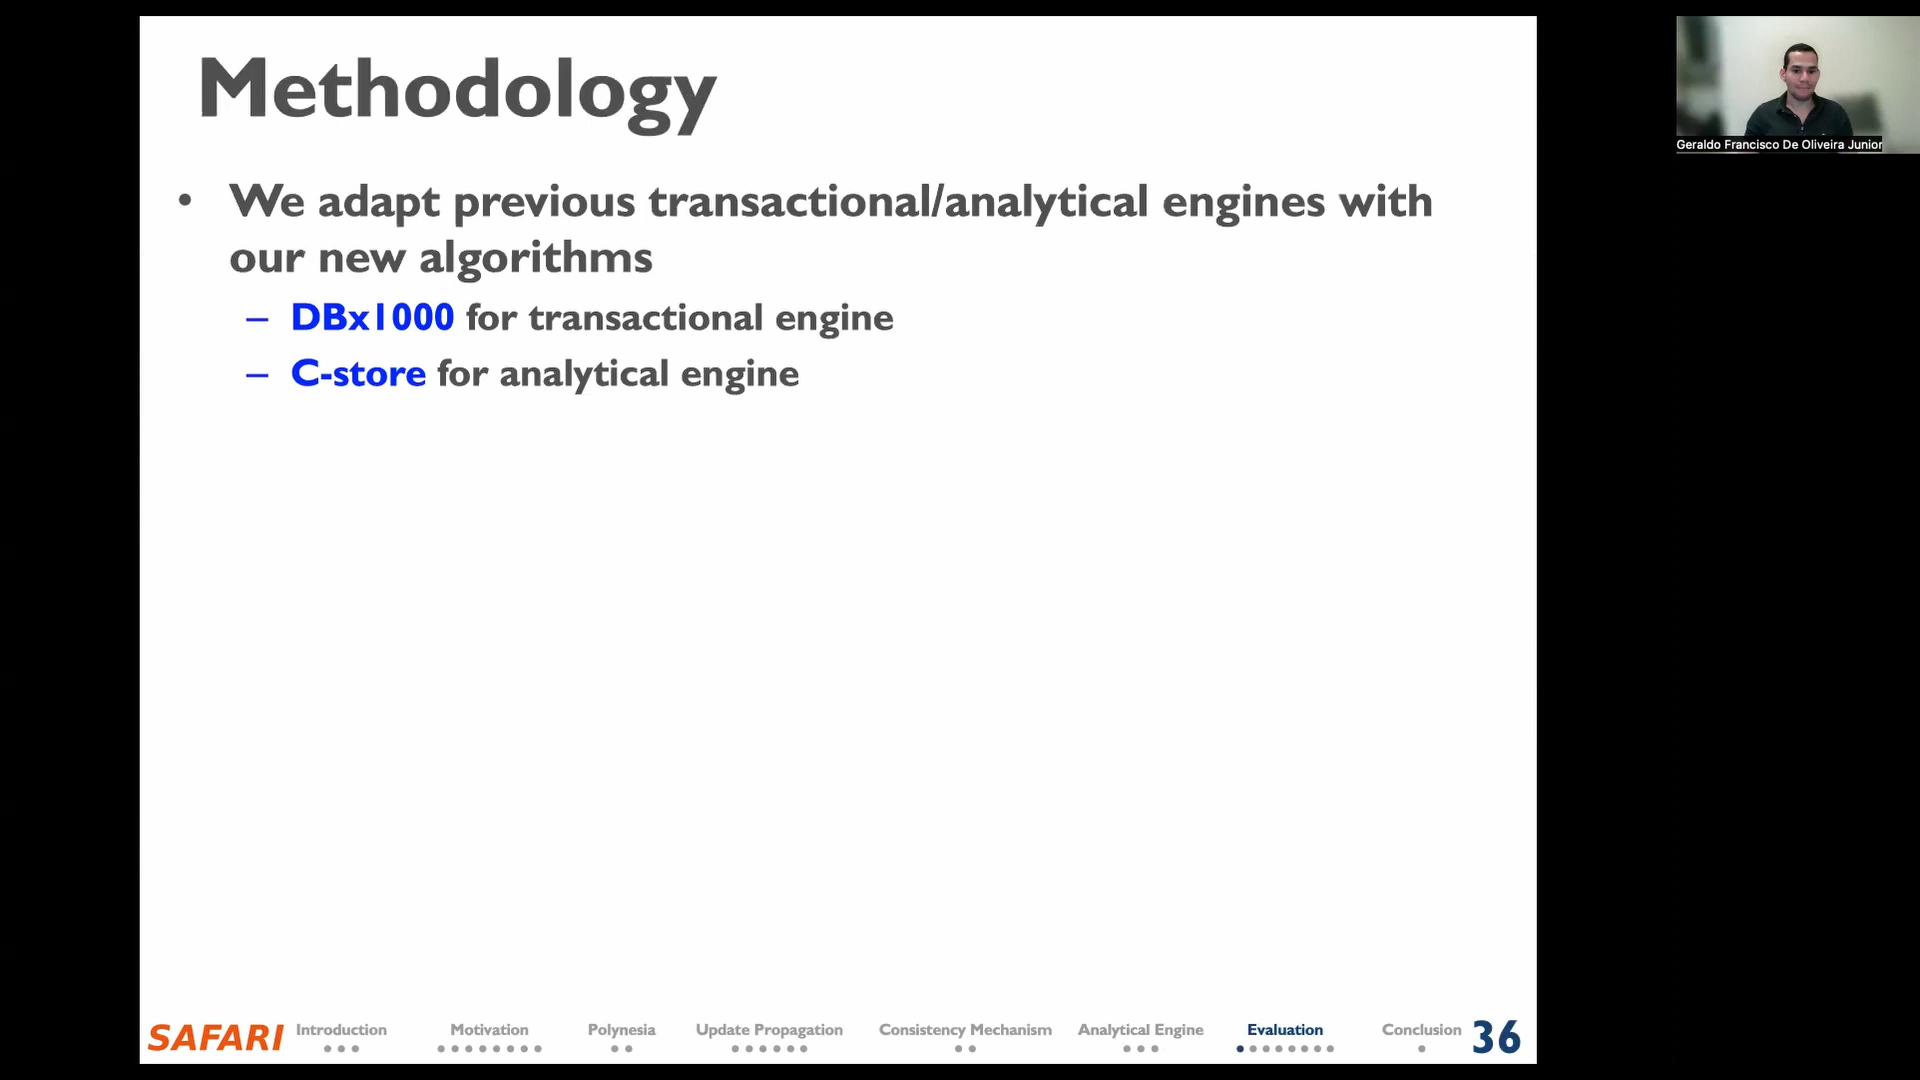 Methodology
• We adapt previous transactional/analytical engines with
our new algorithms
– DBx1000 for transactional engine
– C-store for analytical engine
Geraldo Francisco De Oliveira Junior
SAFARI Introduction Motivation Polynesia Update Propagation Consistency Mechanism Analytical Engine Evaluation Conclusion 36